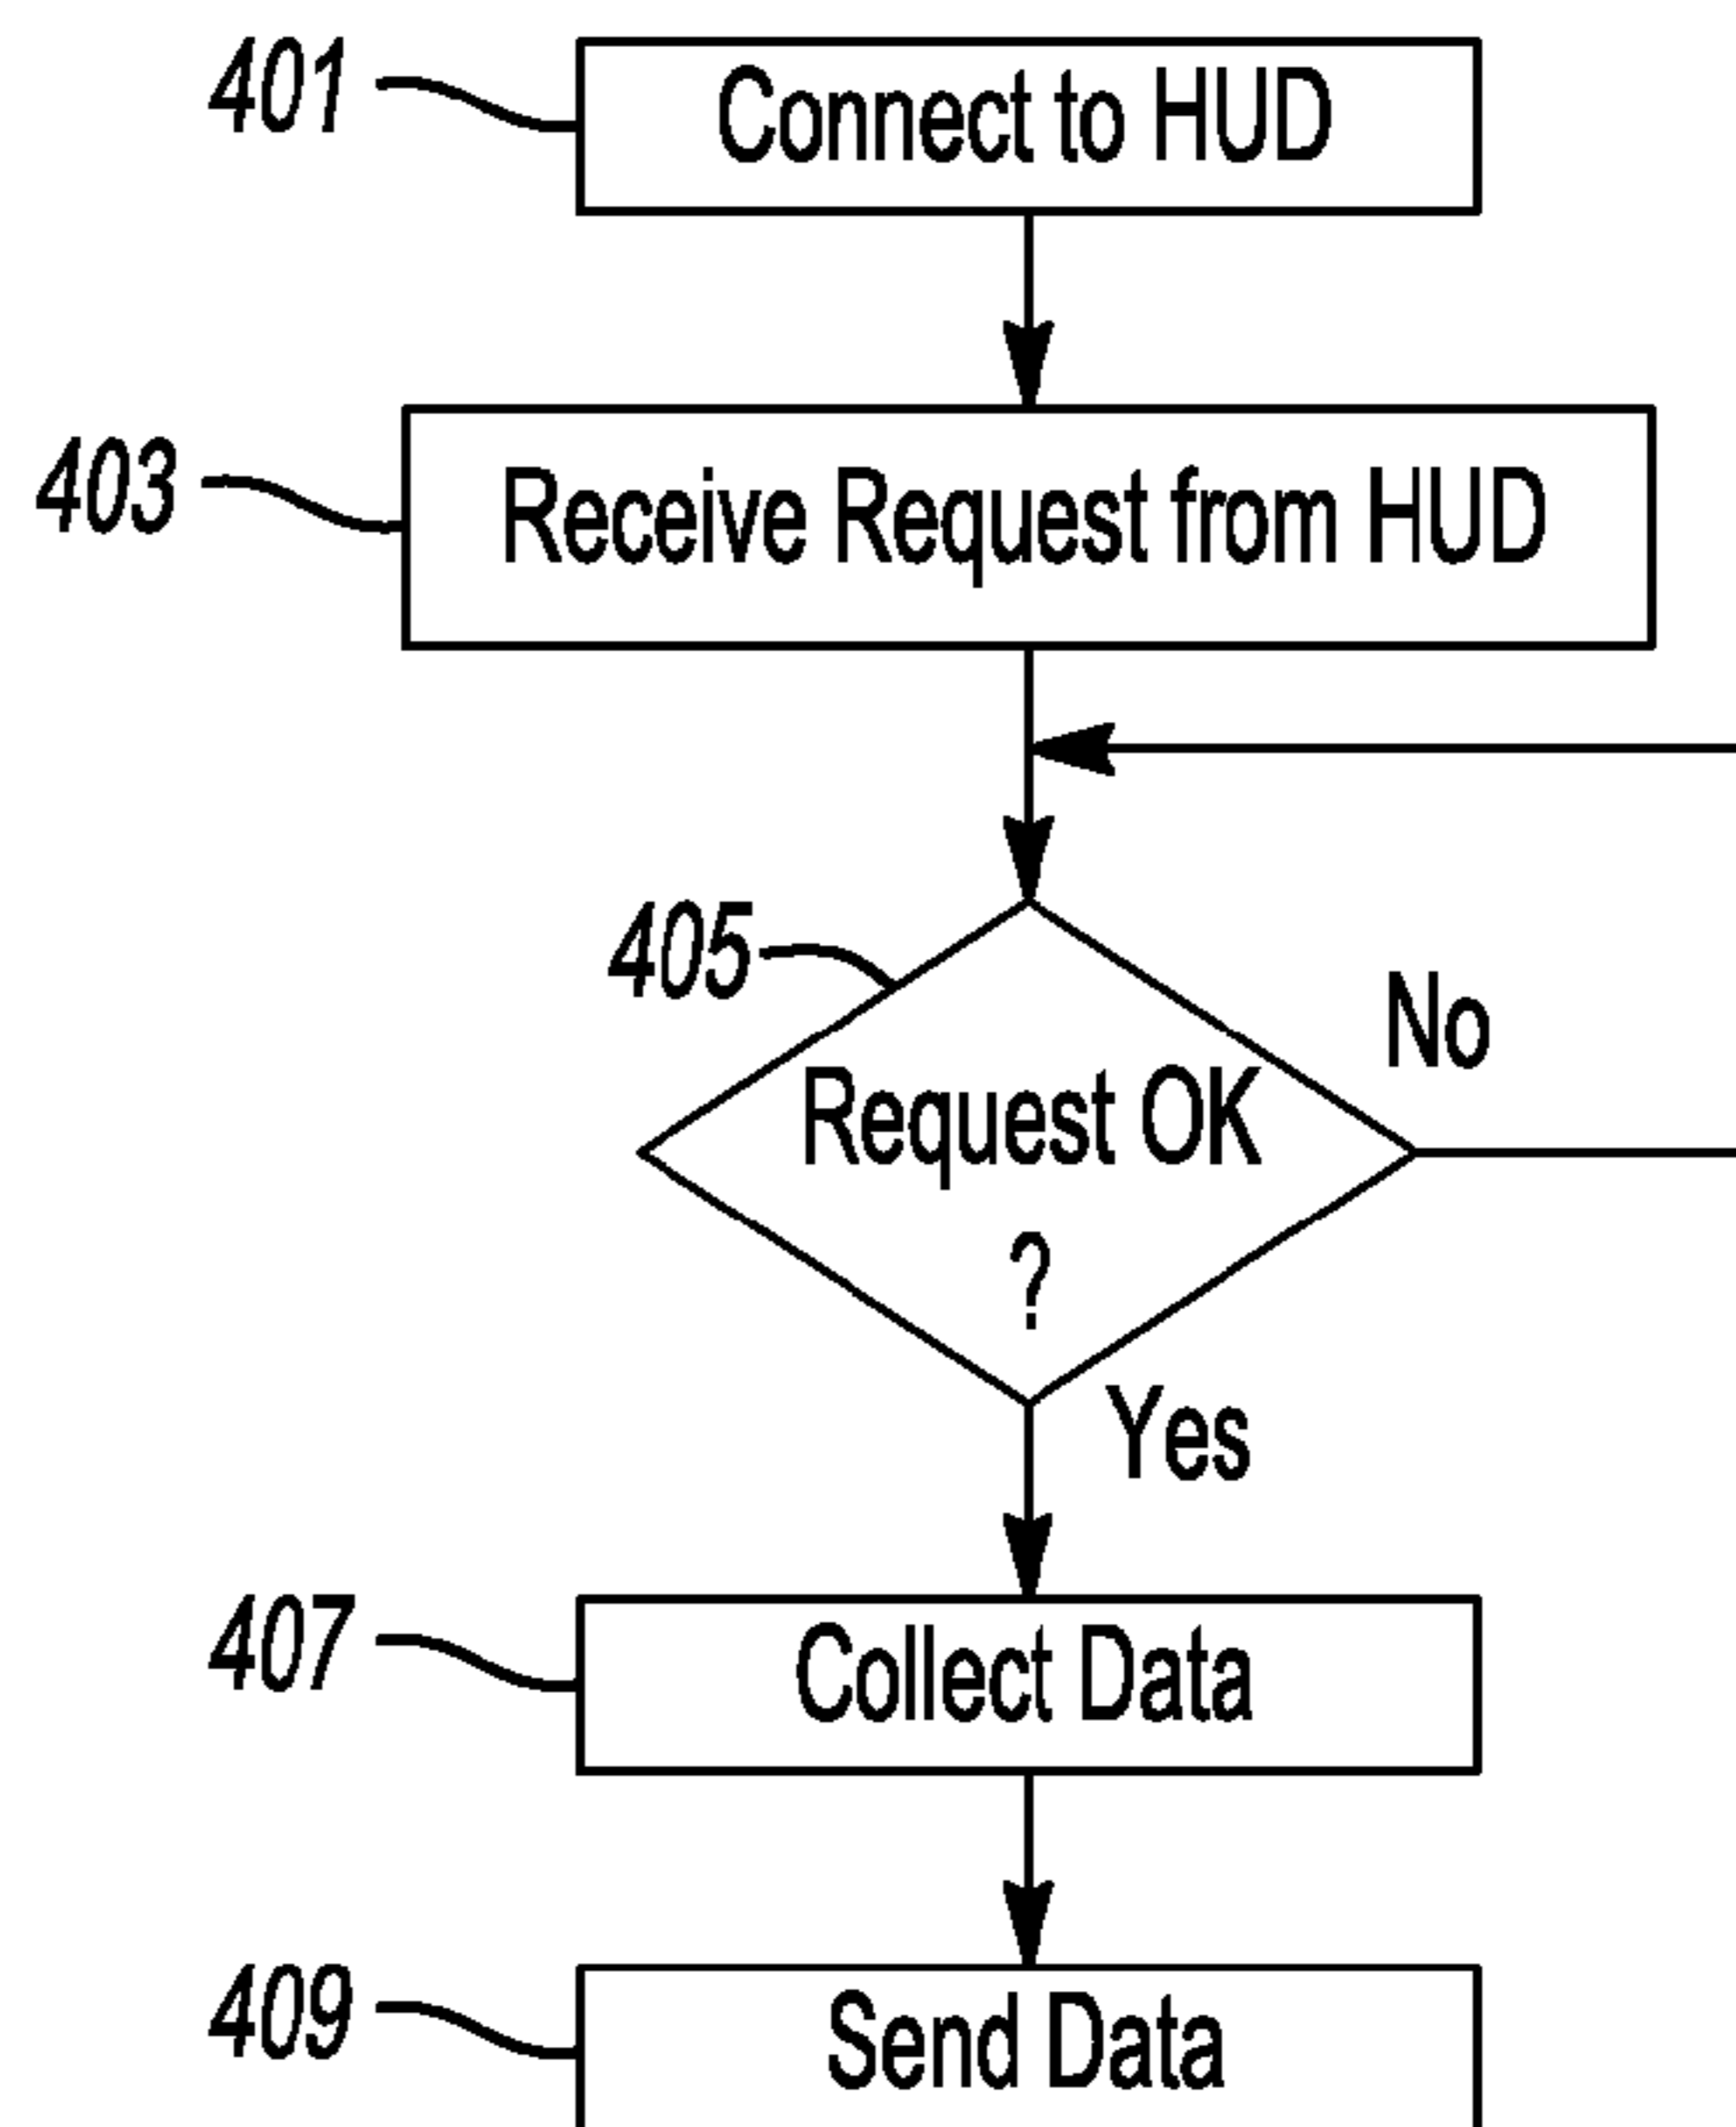 401
Connect to HUD
403
Receive Request from HUD
405
No
Request OK
?
Yes
407
Collect Data
409
Send Data